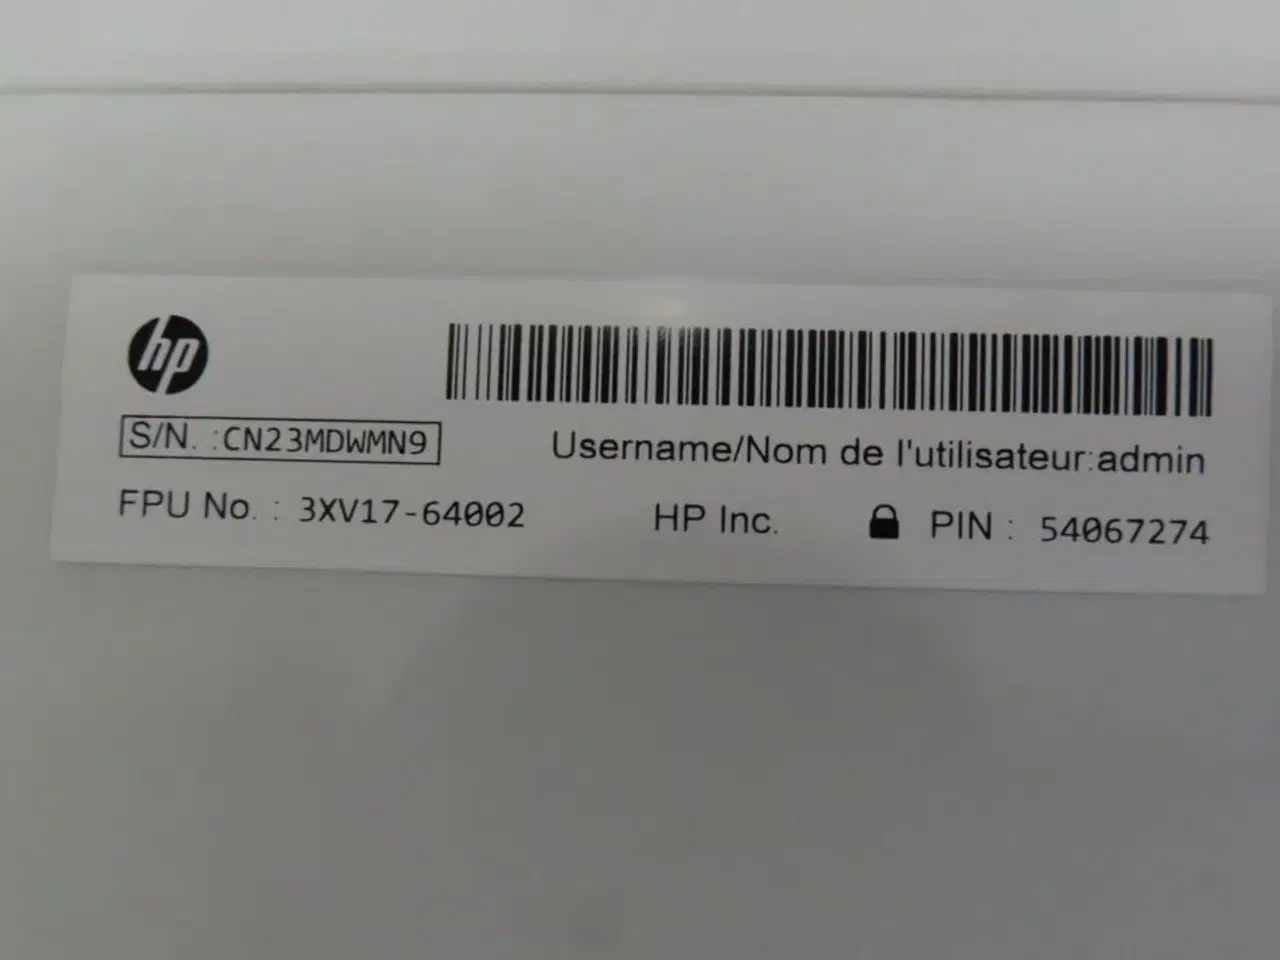 hp
S/N. :CN23MDWMN9
Username/Nom de l'utilisateur:admin
FPU No. : 3XV17-64002 HP Inc. PIN : 54067274